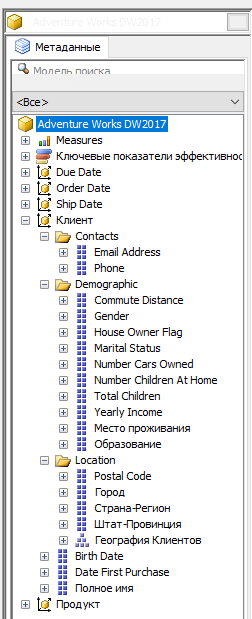 Adventure Works DW2017
Метаданные
Модель поиска
<Все>
Adventure Works DW2017
Measures
Ключевые показатели эффективнос
Due Date
Order Date
Ship Date
Клиент
Contacts
Email Address
Phone
Demographic
Commute Distance
Gender
House Owner Flag
Marital Status
Number Cars Owned
Number Children At Home
Total Children
Yearly Income
Место проживания
Образование
Location
Postal Code
Город
Страна-Регион
Штат-Провинция
География Клиентов
Birth Date
Date First Purchase
Полное имя
Продукт